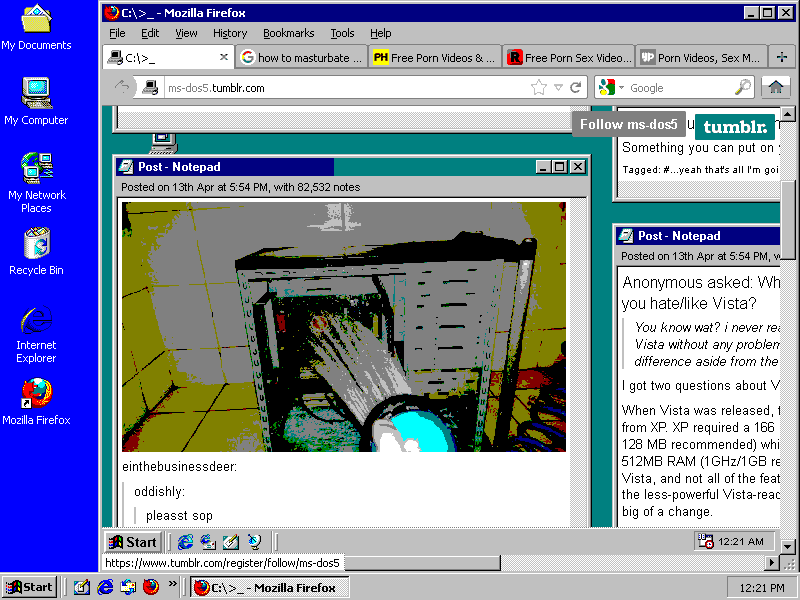 C:\>_ - Mozilla Firefox
File Edit View History Bookmarks Tools Help
C:\>_
how to masturbate ...
PH Free Porn Videos & ...
R Free Porn Sex Video...
Porn Videos, Sex M...
ms-dos5.tumblr.com
Google
My Documents
My Computer
My Network
Places
Recycle Bin
Internet
Explorer
Mozilla Firefox
Follow ms-dos5
tumblr.
Something you can put on
Tagged: #...yeah that's all I'm goi
Post - Notepad
Posted on 13th Apr at 5:54 PM, with 82,532 notes
einthebusinessdeer:
oddishly:
pleasst sop
Post - Notepad
Posted on 13th Apr at 5:54 PM,
Anonymous asked: Wh
you hate/like Vista?
You know wat? i never rea
Vista without any problem
difference aside from the
I got two questions about V
When Vista was released, f
from XP. XP required a 166
128 MB recommended) whi
512MB RAM (1GHz/1GB re
Vista, and not all of the feat
the less-powerful Vista-read
big of a change.
Start
12:21 AM
https://www.tumblr.com/register/follow/ms-dos5
Start
C:\>_ - Mozilla Firefox
12:21 PM